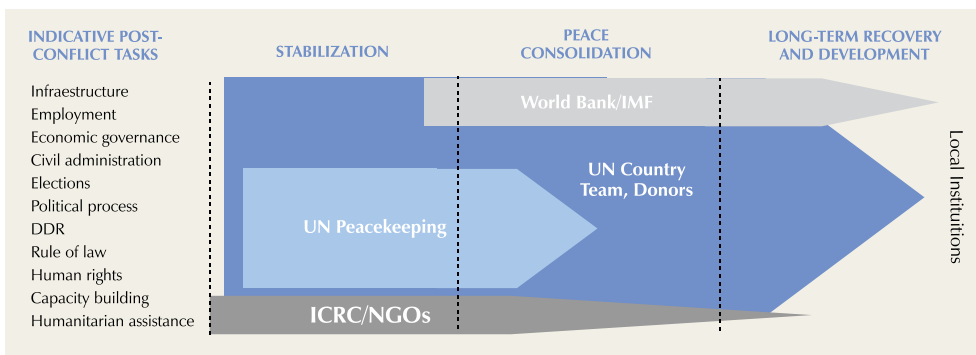 INDICATIVE POST-
CONFLICT TASKS
STABILIZATION
PEACE
CONSOLIDATION
LONG-TERM RECOVERY
AND DEVELOPMENT
Infraestructure
Employment
Economic governance
Civil administration
Elections
Political process
DDR
Rule of law
Human rights
Capacity building
Humanitarian assistance
World Bank/IMF
UN Country
Team, Donors
UN Peacekeeping
ICRC/NGOs
Local Instituitions